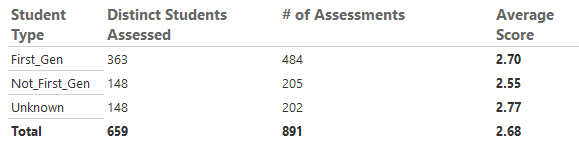 Student Type Distinct Students Assessed # of Assessments Average Score
First_Gen 363 484 2.70
Not_First_Gen 148 205 2.55
Unknown 148 202 2.77
Total 659 891 2.68